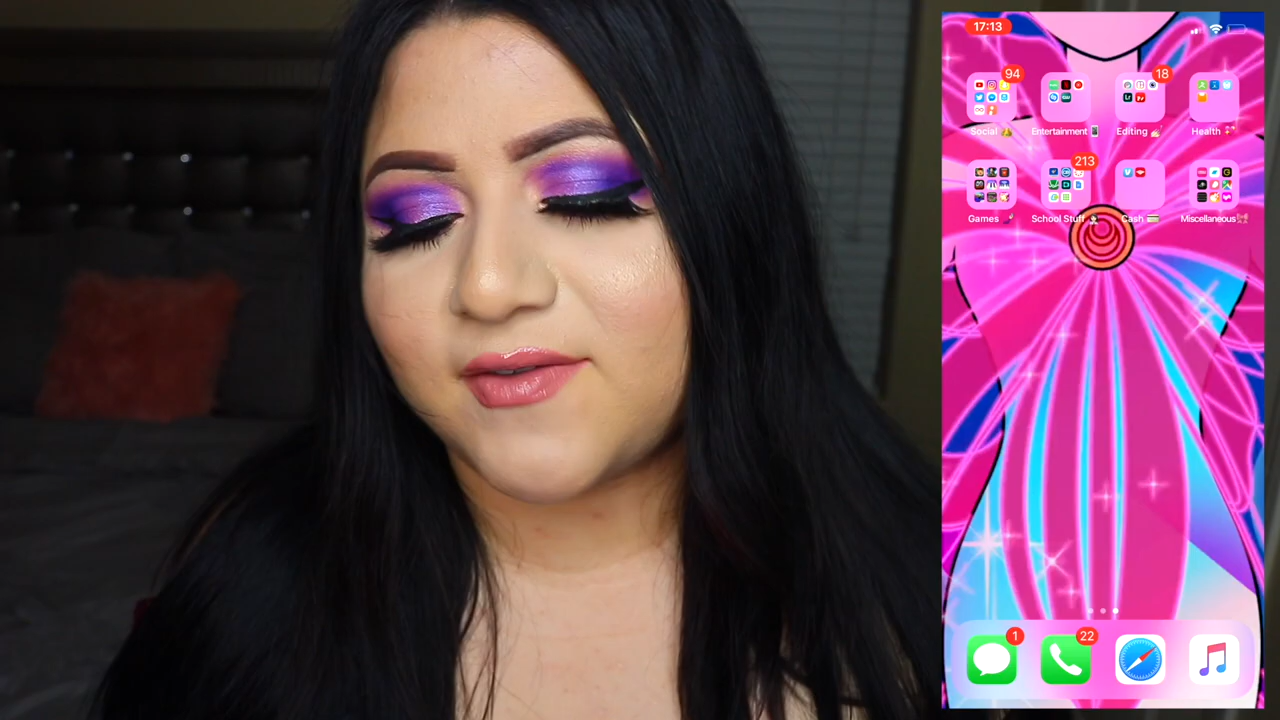 17:13
94
18
Social
Entertainment
Editing
Health
213
Games
School Stuff
Cash
Miscellaneous
1
22